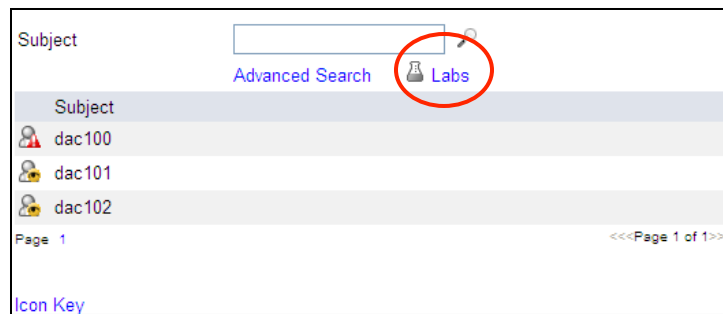 Subject
Advanced Search Labs
Subject
dac100
dac101
dac102
Page 1 <<<Page 1 of 1>>
Icon Key